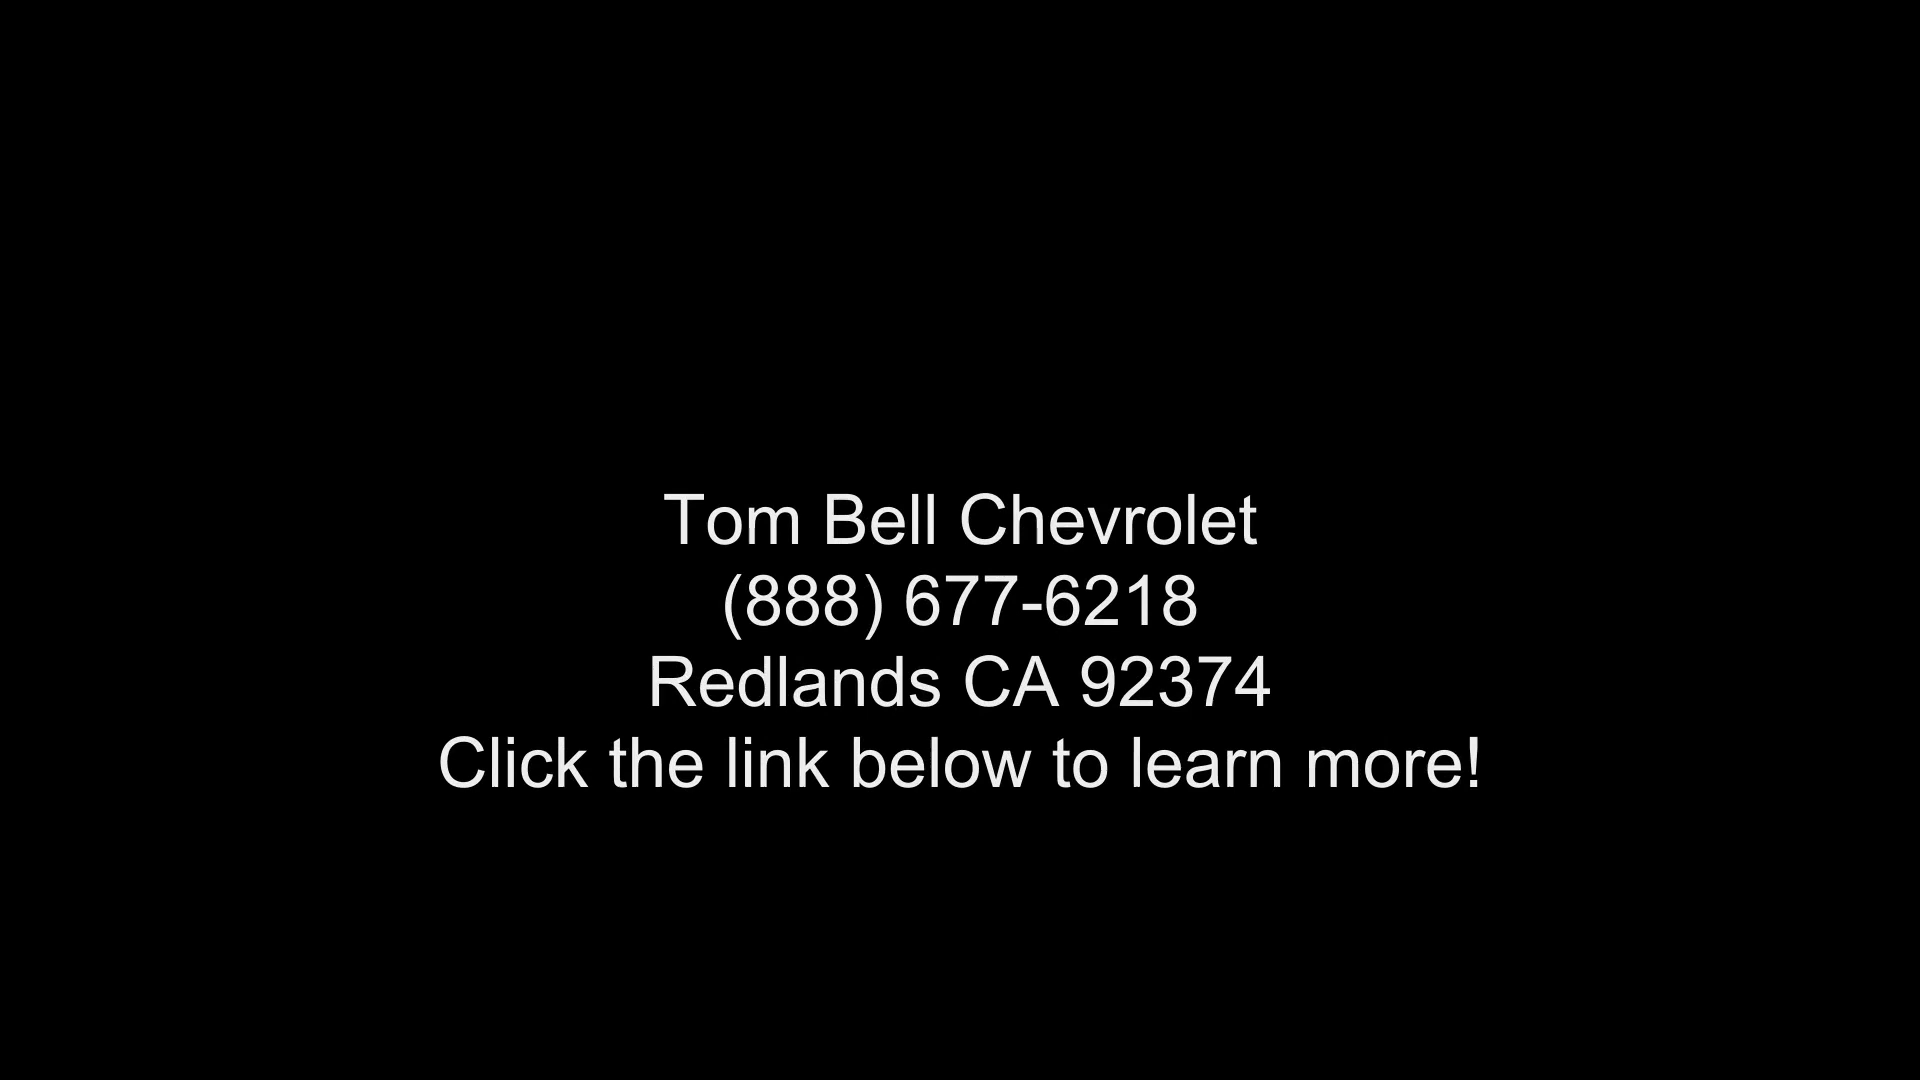 Tom Bell Chevrolet
(888) 677-6218
Redlands CA 92374
Click the link below to learn more!